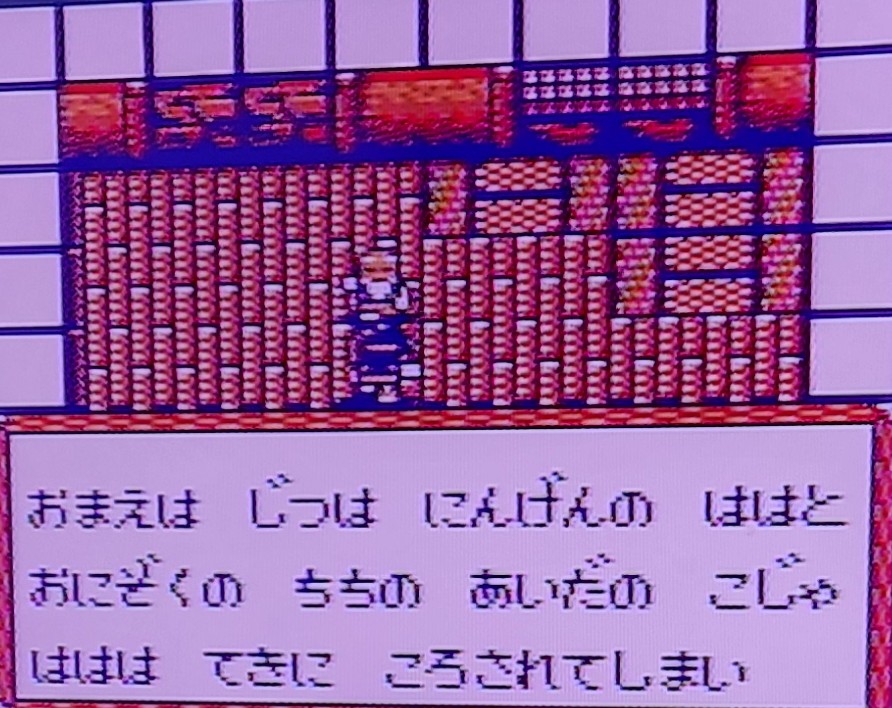 おまえは じつは にんげんの ははと
おにぞくの ちちの あいだの こじゃ
ははは てきに ころされてしまい